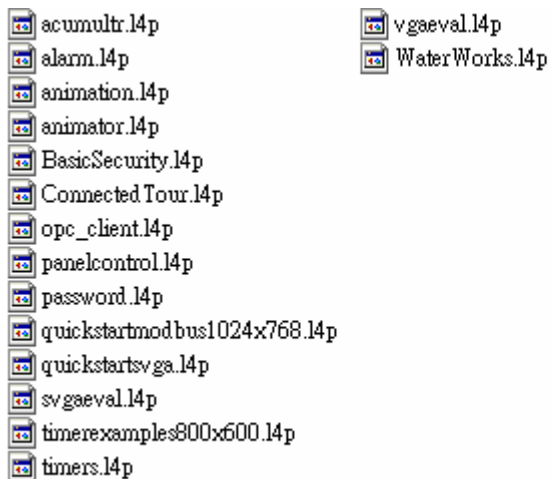 acumultr.l4p
alarm.l4p
animation.l4p
animator.l4p
BasicSecurity.l4p
ConnectedTour.l4p
opc_client.l4p
panelcontrol.l4p
password.l4p
quickstartmodbus1024x768.l4p
quickstartsvga.l4p
svgaeval.l4p
timerexamples800x600.l4p
timers.l4p
vgaeval.l4p
WaterWorks.l4p